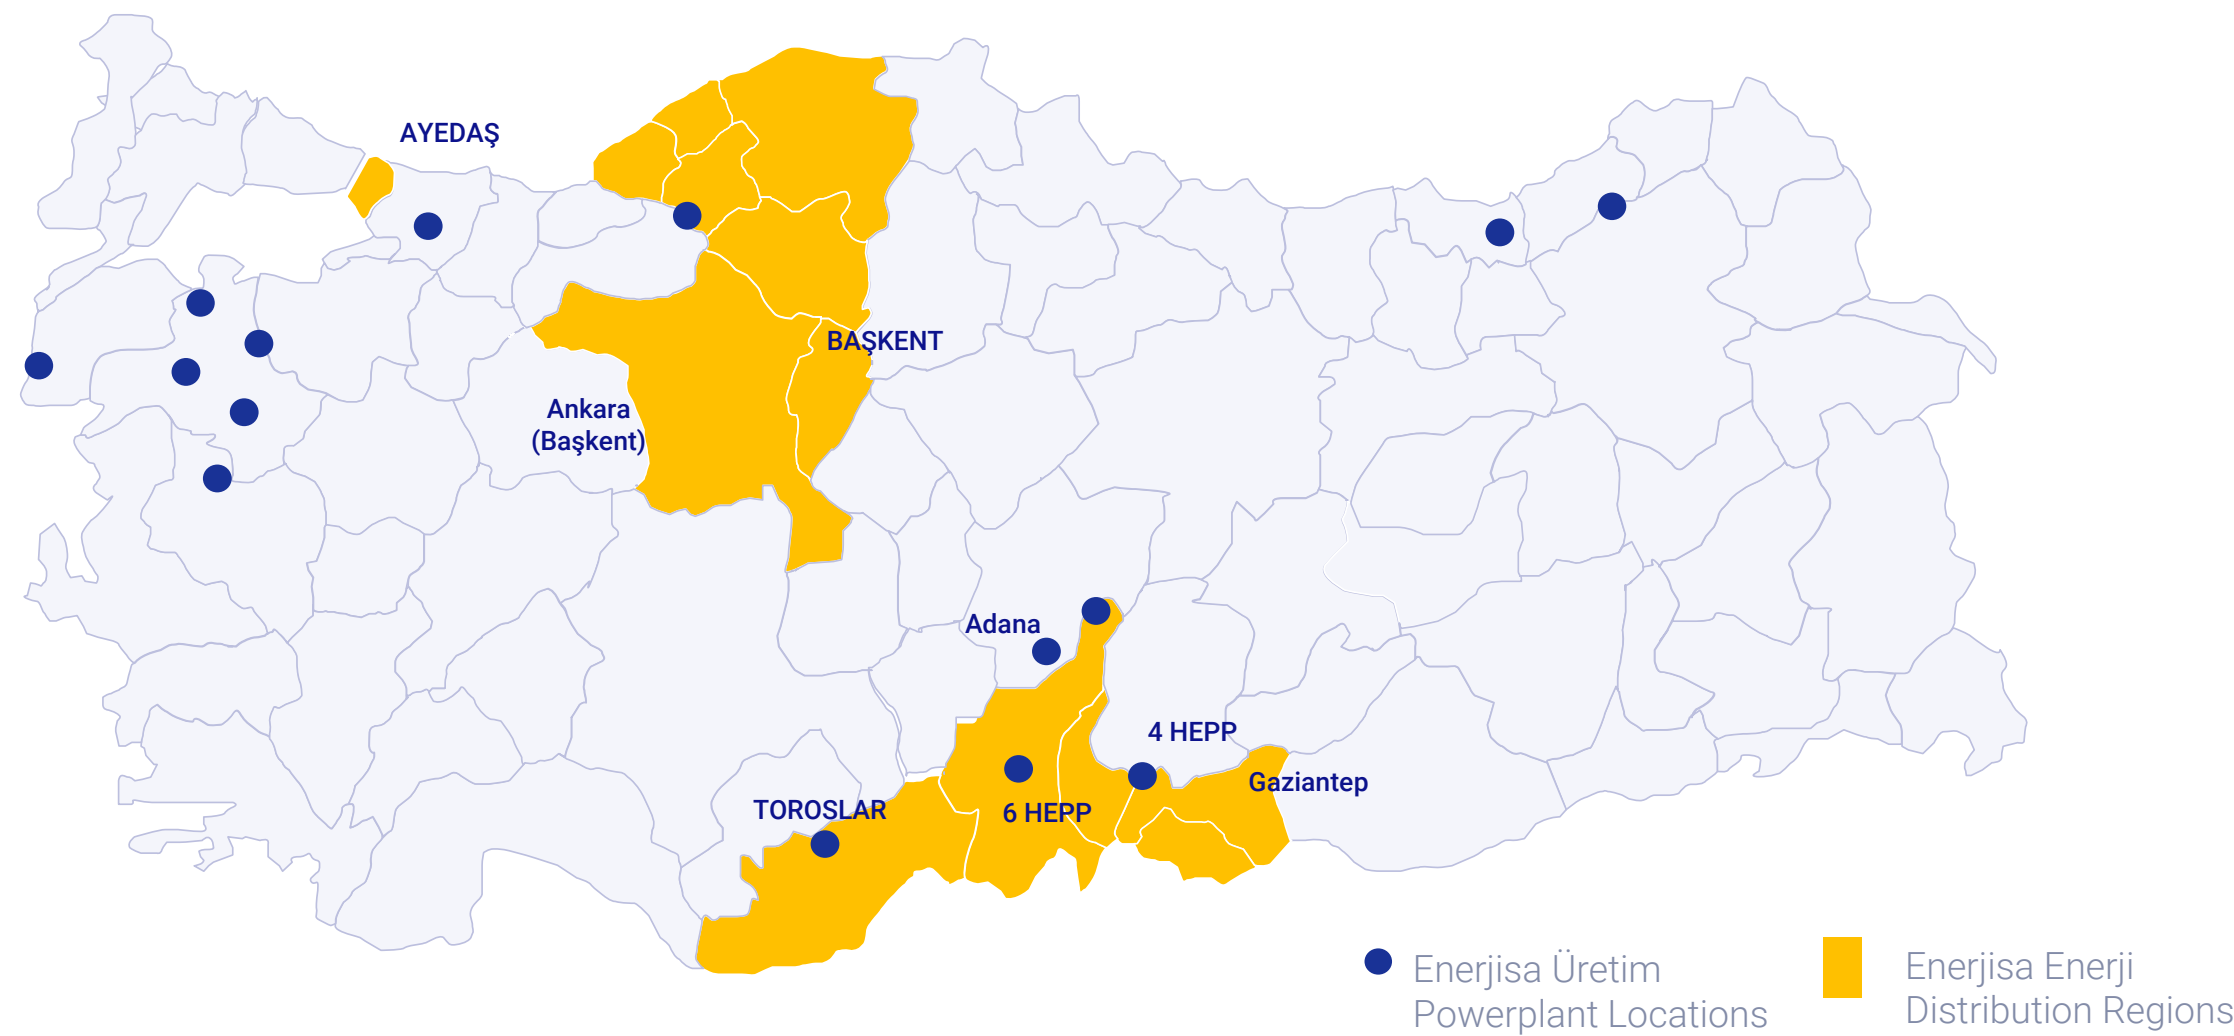 AYEDAŞ
BAŞKENT
Ankara
(Başkent)
Adana
4 HEPP
Gaziantep
TOROSLAR
6 HEPP
Enerjisa Üretim
Powerplant Locations
Enerjisa Enerji
Distribution Regions